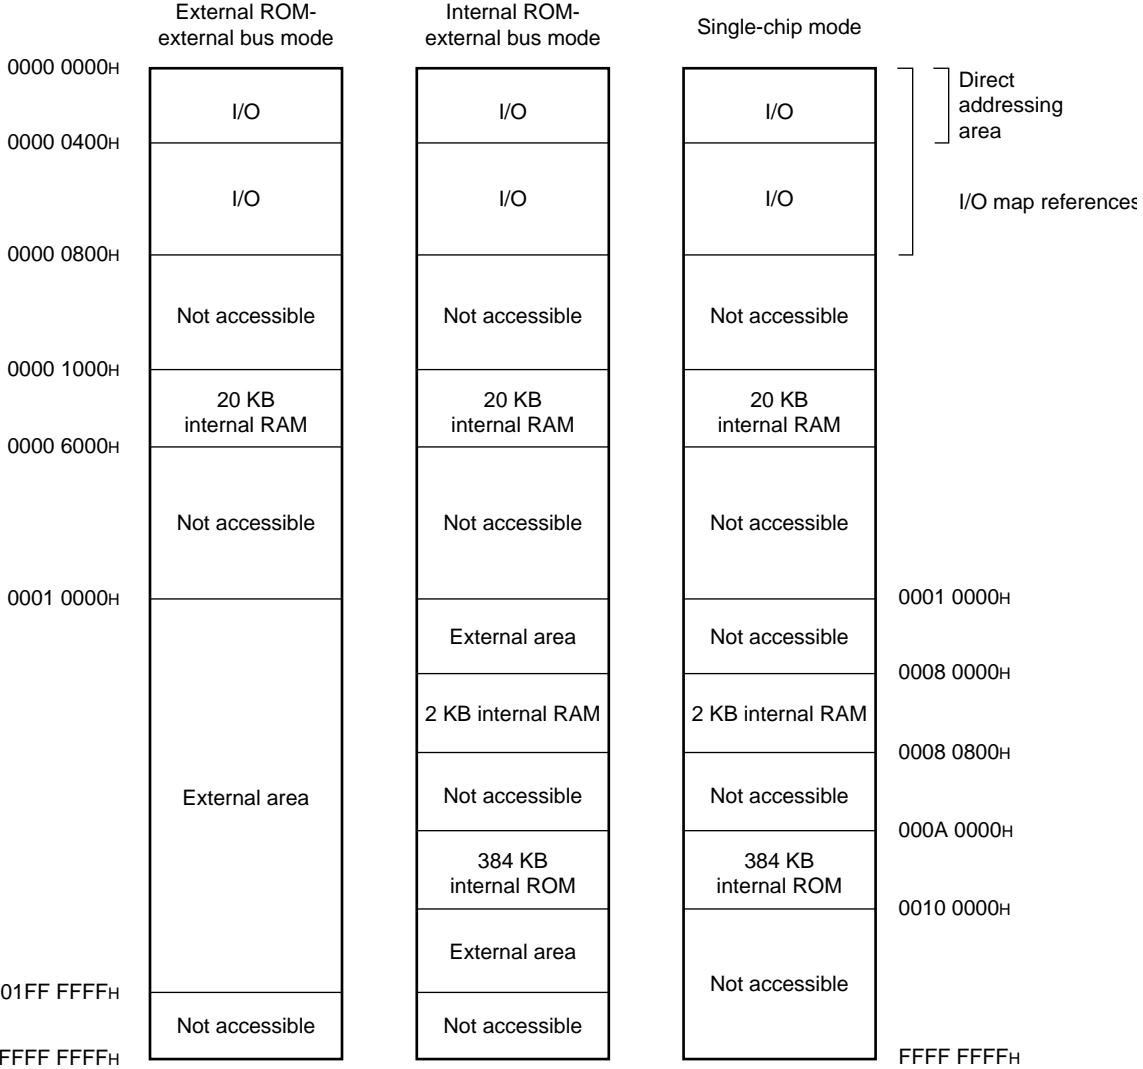 External ROM-
external bus mode
Internal ROM-
external bus mode
Single-chip mode
0000 0000H
0000 0400H
0000 0800H
0000 1000H
0000 6000H
0001 0000H
01FF FFFFH
FFFF FFFFH
I/O
I/O
Not accessible
20 KB
internal RAM
Not accessible
External area
Not accessible
I/O
I/O
Not accessible
20 KB
internal RAM
Not accessible
External area
2 KB internal RAM
Not accessible
384 KB
internal ROM
External area
Not accessible
I/O
I/O
Not accessible
20 KB
internal RAM
Not accessible
Not accessible
2 KB internal RAM
Not accessible
384 KB
internal ROM
Not accessible
Direct
addressing
area
I/O map references
0001 0000H
0008 0000H
0008 0800H
000A 0000H
0010 0000H
FFFF FFFFH